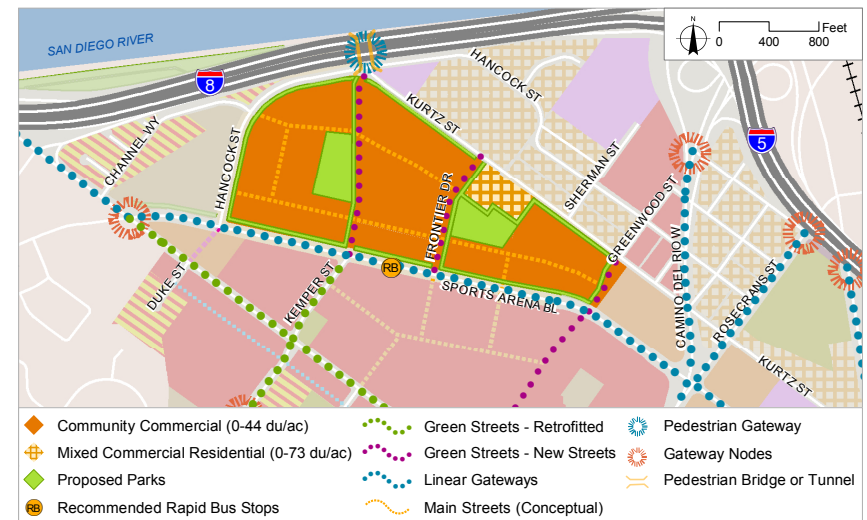 SAN DIEGO RIVER
N
Feet
0 400 800
8
HANCOCK ST
KURTZ ST
5
CHANNEL WY
HANCOCK ST
SHERMAN ST
GREENWOOD ST
FRONTIER DR
CAMINO DEL RIO W
ROSECRANS ST
DUKE ST
KEMPER ST
RB
SPORTS ARENA BL
KURTZ ST
Community Commercial (0-44 du/ac)
Mixed Commercial Residential (0-73 du/ac)
Proposed Parks
RB Recommended Rapid Bus Stops
Green Streets - Retrofitted
Green Streets - New Streets
Linear Gateways
Main Streets (Conceptual)
Pedestrian Gateway
Gateway Nodes
Pedestrian Bridge or Tunnel